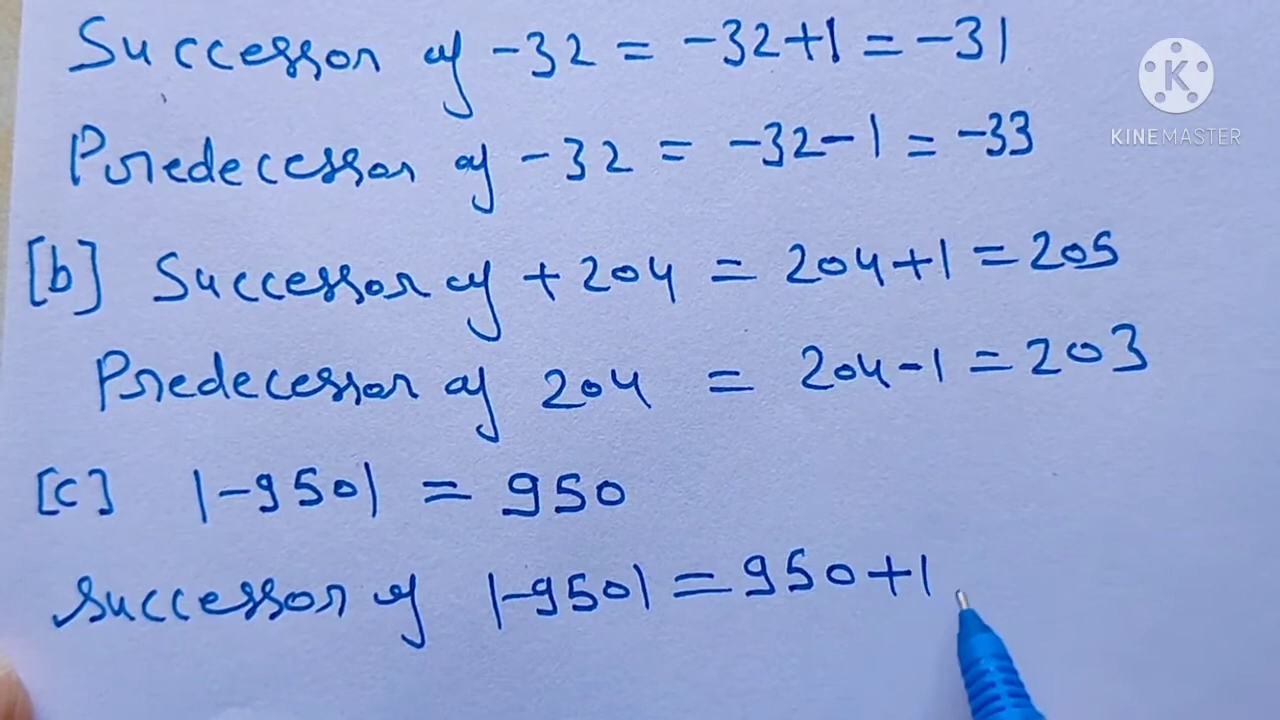 Successor of -32 = -32+1 = -31
Predecessor of -32 = -32-1 = -33
[b] Successor of +204 = 204+1 = 205
Predecessor of 204 = 204-1 = 203
[c] |-950| = 950
successor of |-950| = 950+1
K
KINEMASTER